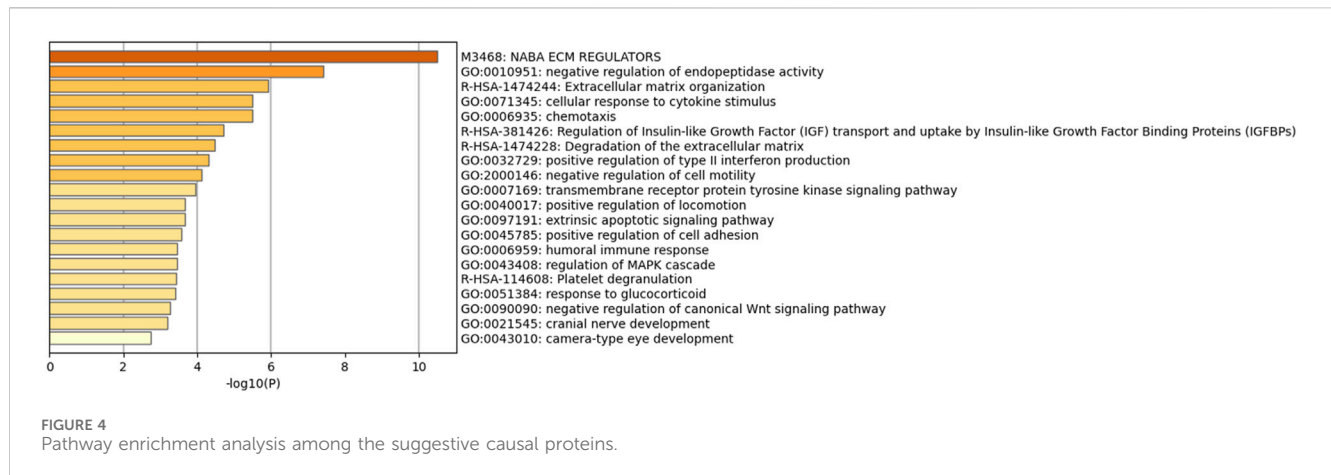 M3468: NABA ECM REGULATORS
GO:0010951: negative regulation of endopeptidase activity
R-HSA-1474244: Extracellular matrix organization
GO:0071345: cellular response to cytokine stimulus
GO:0006935: chemotaxis
R-HSA-381426: Regulation of Insulin-like Growth Factor (IGF) transport and uptake by Insulin-like Growth Factor Binding Proteins (IGFBPs)
R-HSA-1474228: Degradation of the extracellular matrix
GO:0032729: positive regulation of type II interferon production
GO:2000146: negative regulation of cell motility
GO:0007169: transmembrane receptor protein tyrosine kinase signaling pathway
GO:0040017: positive regulation of locomotion
GO:0097191: extrinsic apoptotic signaling pathway
GO:0045785: positive regulation of cell adhesion
GO:0006959: humoral immune response
GO:0043408: regulation of MAPK cascade
R-HSA-114608: Platelet degranulation
GO:0051384: response to glucocorticoid
GO:0090090: negative regulation of canonical Wnt signaling pathway
GO:0021545: cranial nerve development
GO:0043010: camera-type eye development
0 2 4 6 8 10
-log10(P)
FIGURE 4
Pathway enrichment analysis among the suggestive causal proteins.